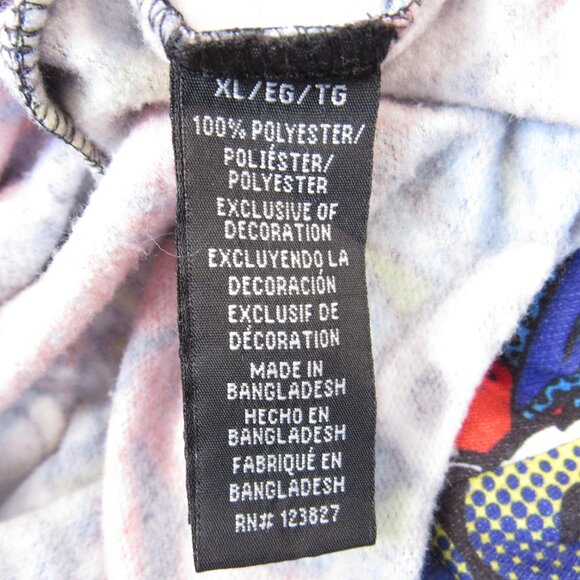 XL/EG/TG
100% POLYESTER/
POLIÉSTER/
POLYESTER
EXCLUSIVE OF
DECORATION
EXCLUYENDO LA
DECORACIÓN
EXCLUSIF DE
DÉCORATION
MADE IN
BANGLADESH
HECHO EN
BANGLADESH
FABRIQUÉ EN
BANGLADESH
RN# 123827